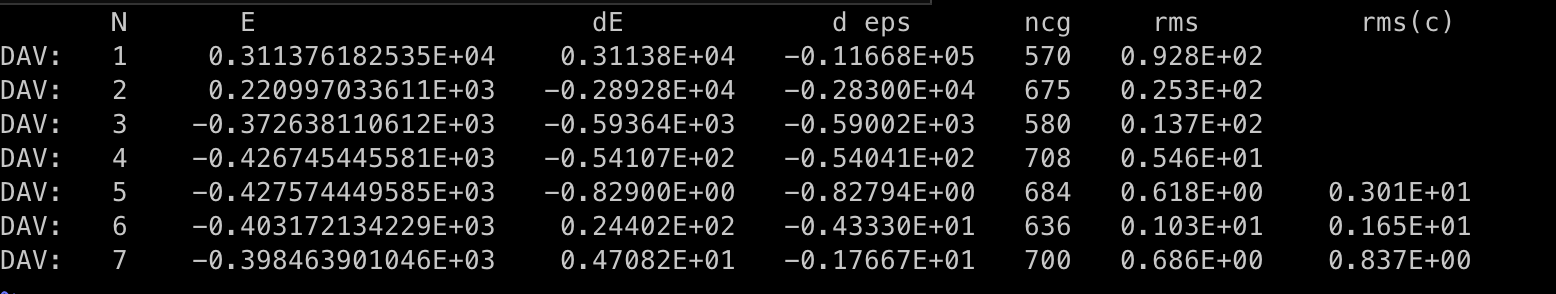 N E dE d eps ncg rms rms(c)
DAV: 1 0.311376182535E+04 0.31138E+04 -0.11668E+05 570 0.928E+02
DAV: 2 0.220997033611E+03 -0.28928E+04 -0.28300E+04 675 0.253E+02
DAV: 3 -0.372638110612E+03 -0.59364E+03 -0.59002E+03 580 0.137E+02
DAV: 4 -0.426745445581E+03 -0.54107E+02 -0.54041E+02 708 0.546E+01
DAV: 5 -0.427574449585E+03 -0.82900E+00 -0.82794E+00 684 0.618E+00 0.301E+01
DAV: 6 -0.403172134229E+03 0.24402E+02 -0.43330E+01 636 0.103E+01 0.165E+01
DAV: 7 -0.398463901046E+03 0.47082E+01 -0.17667E+01 700 0.686E+00 0.837E+00